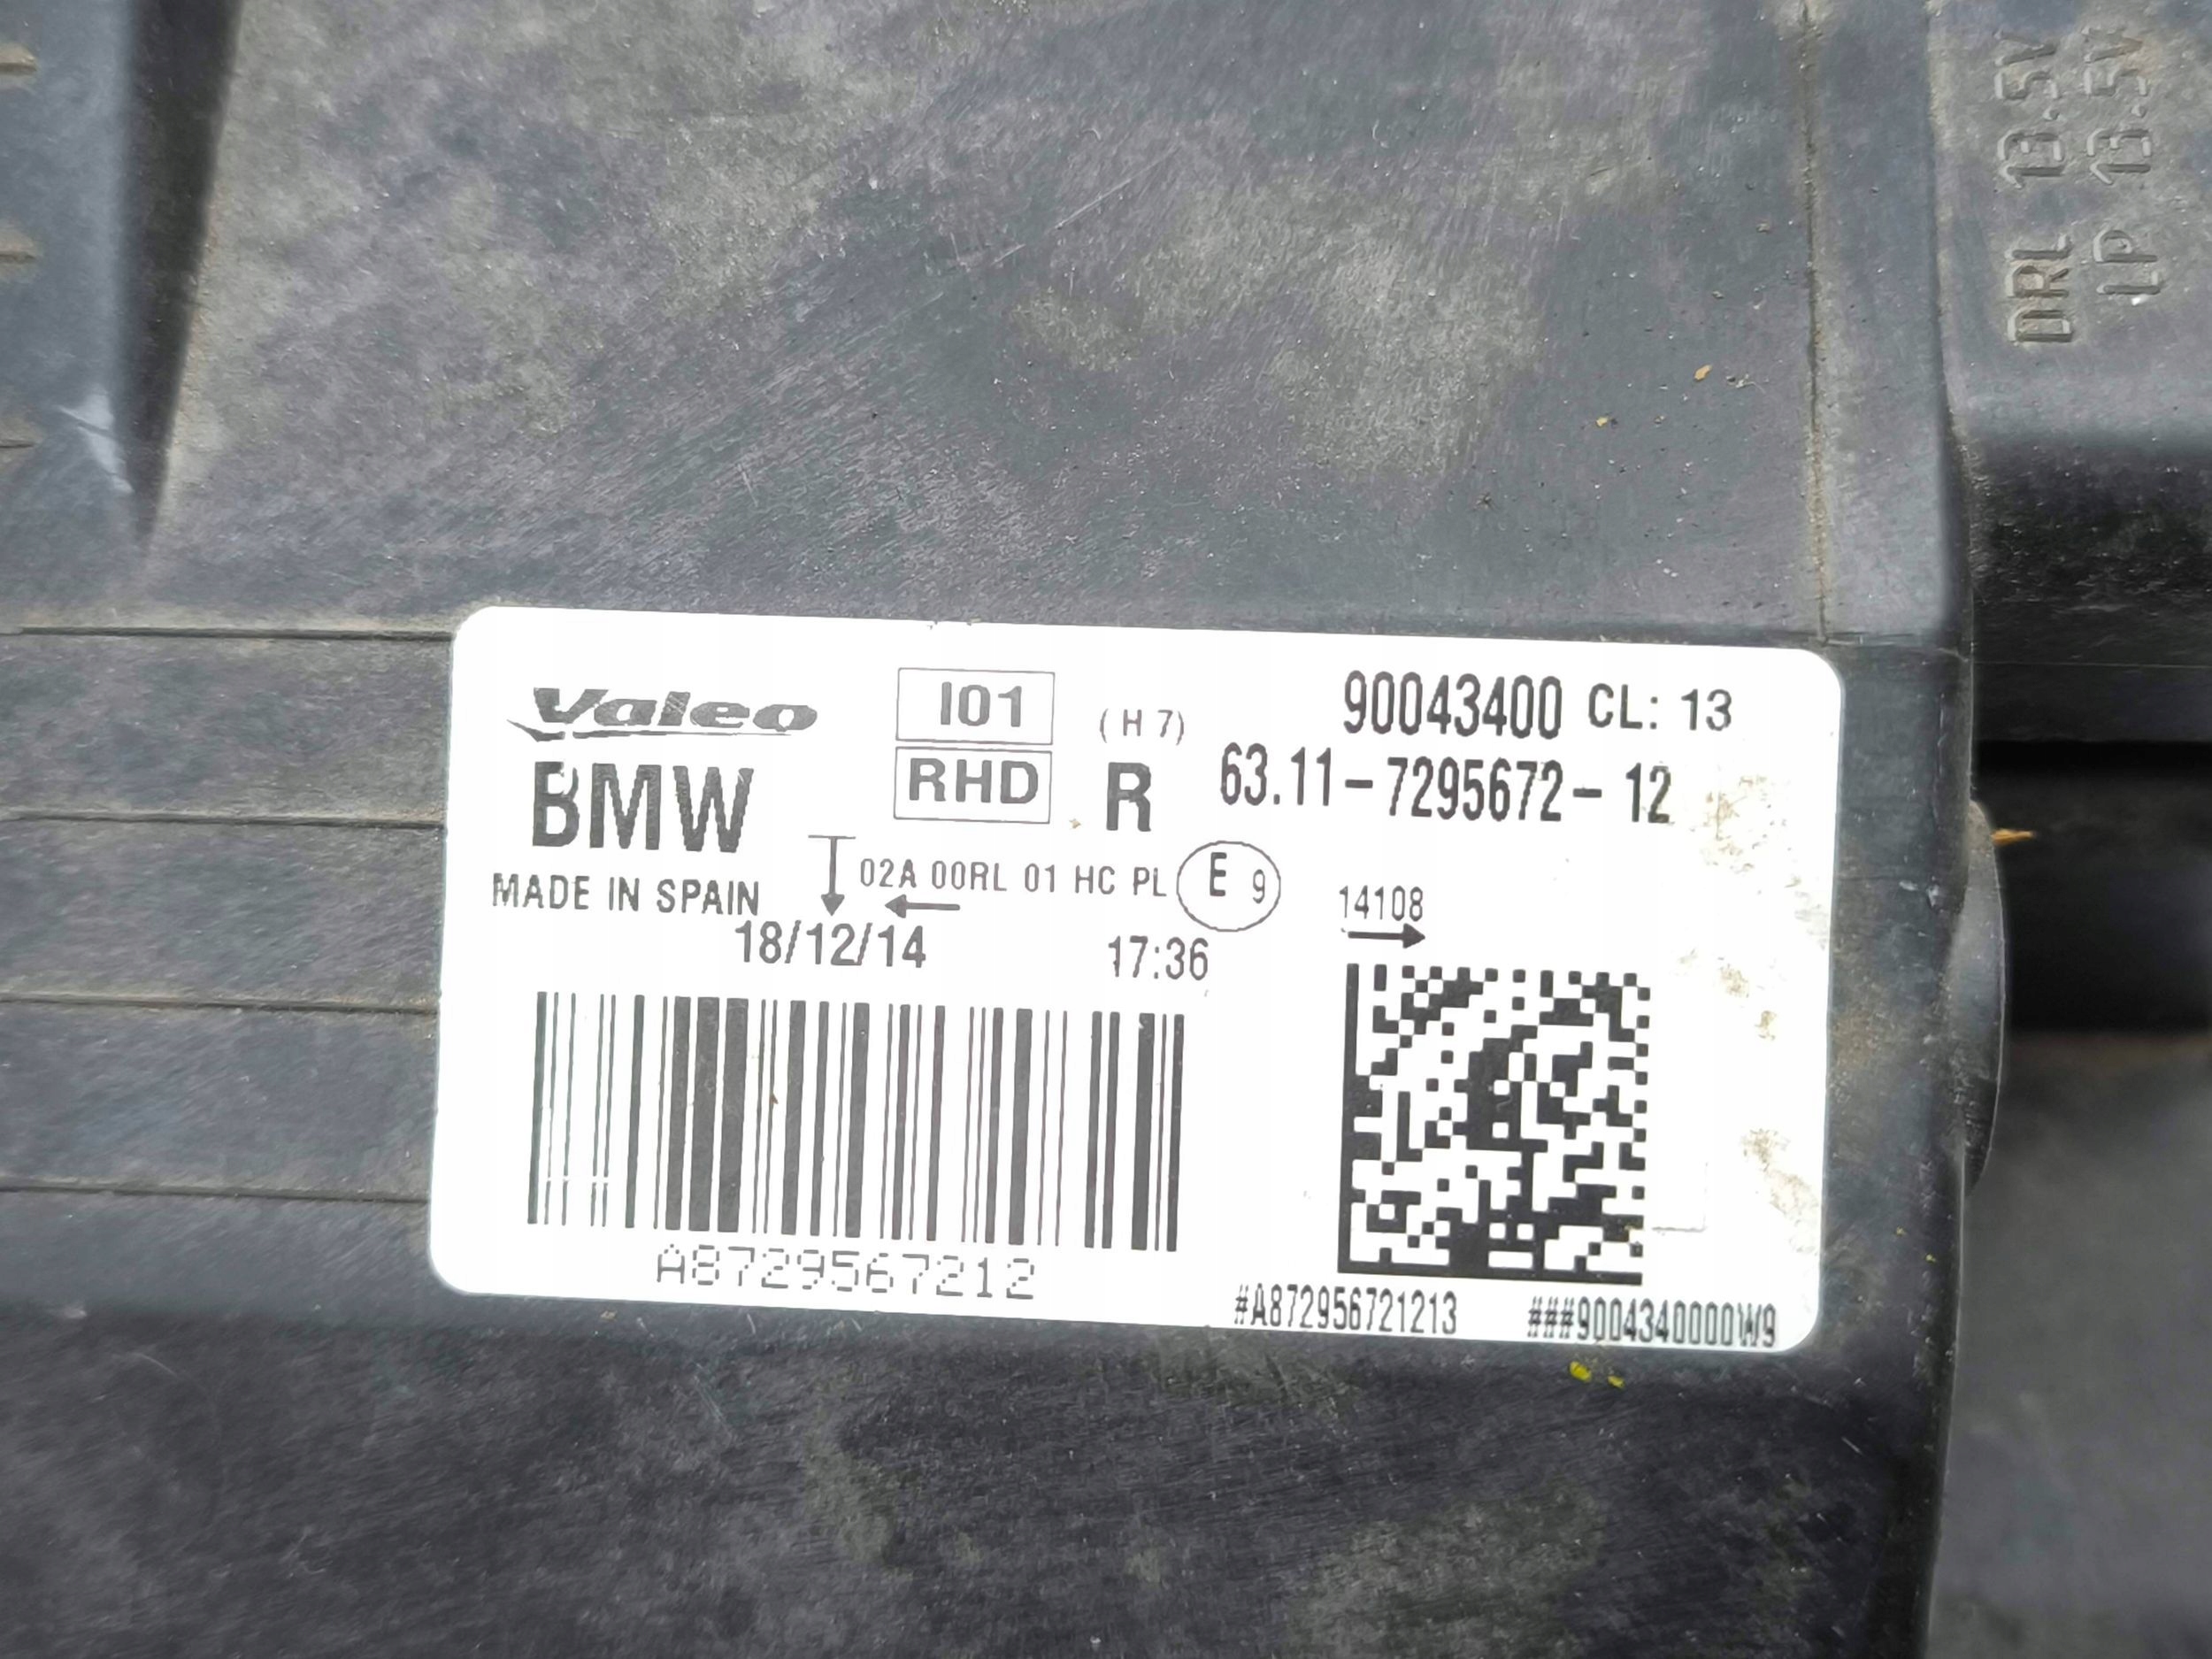 DRL 13.5V
LP 13.5V
Valeo I01 (H7) 90043400 CL: 13
BMW RHD R 63.11-7295672-12
MADE IN SPAIN 02A 00RL 01 HC PL E 9 14108
18/12/14 17:36
A8729567212
#A872956721213 ###9004340000W9